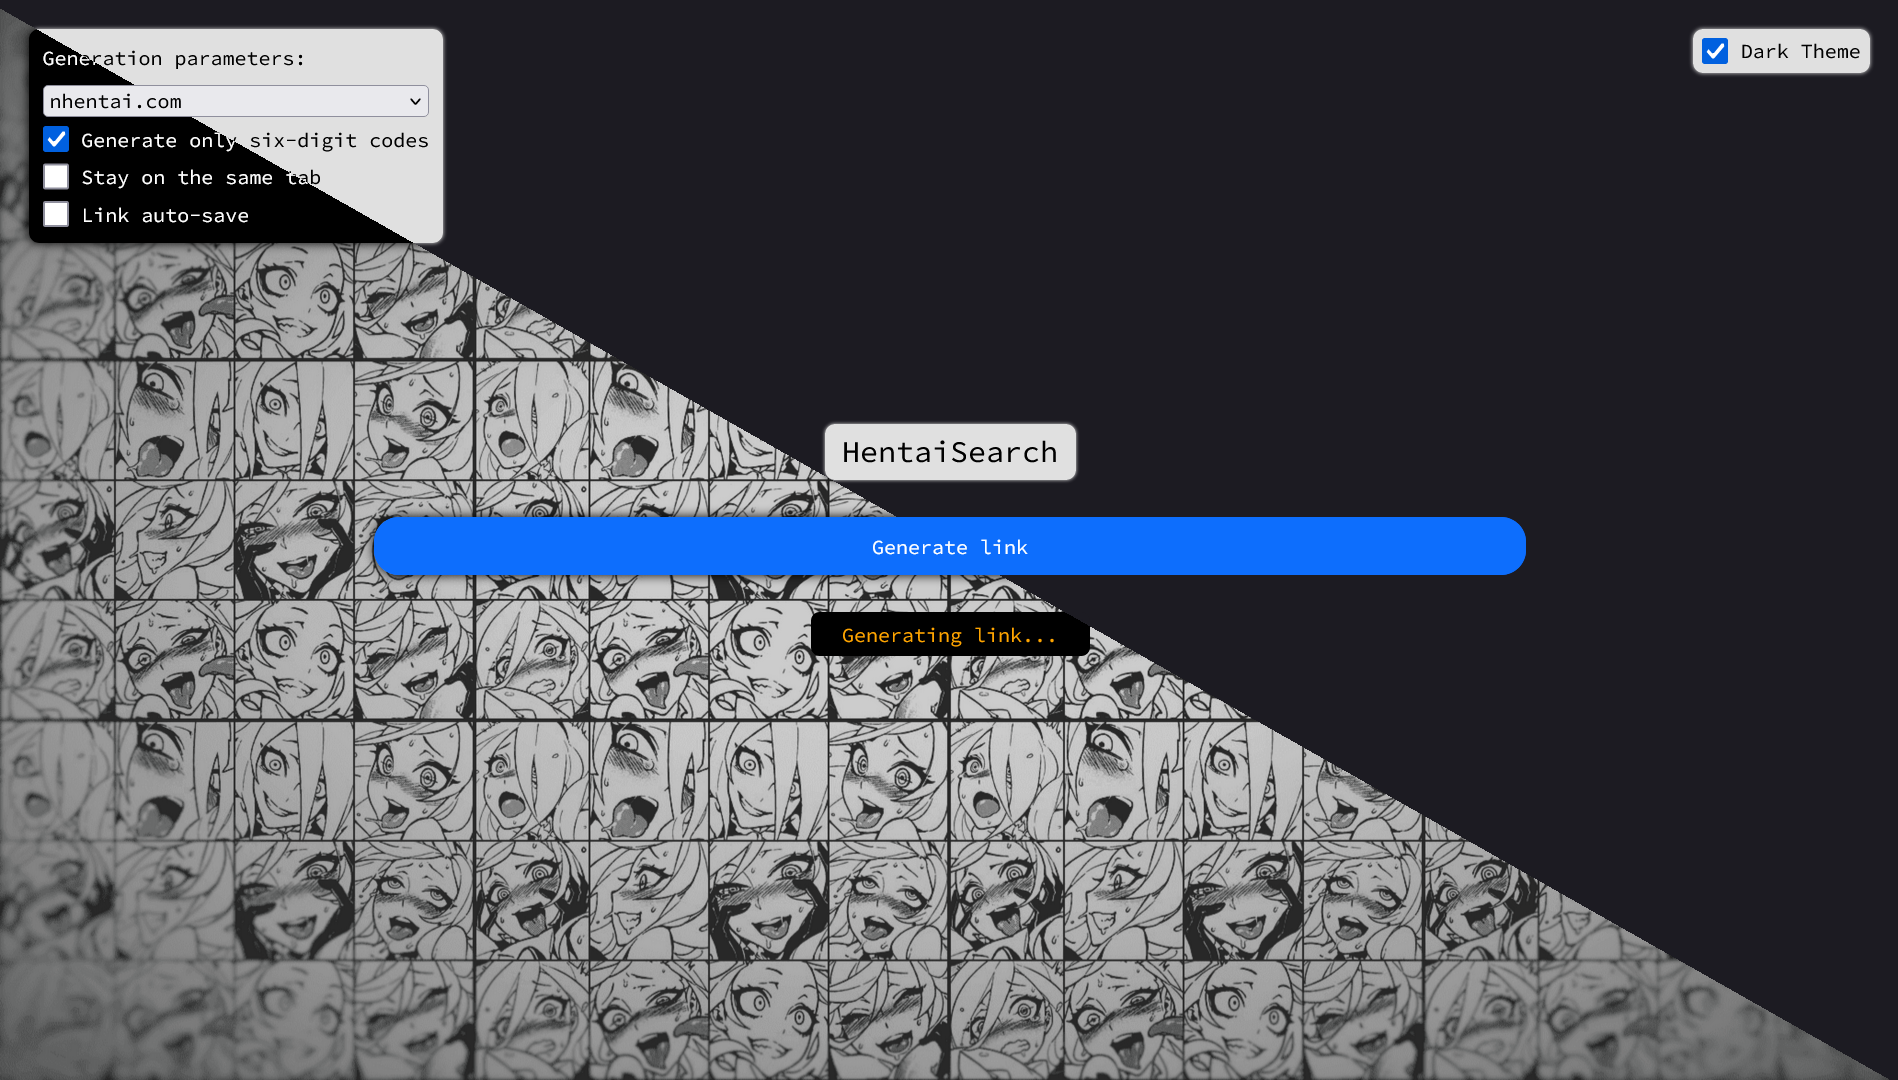 Generation parameters:
nhentai.com
Generate only six-digit codes
Stay on the same tab
Link auto-save
Dark Theme
HentaiSearch
Generate link
Generating link...